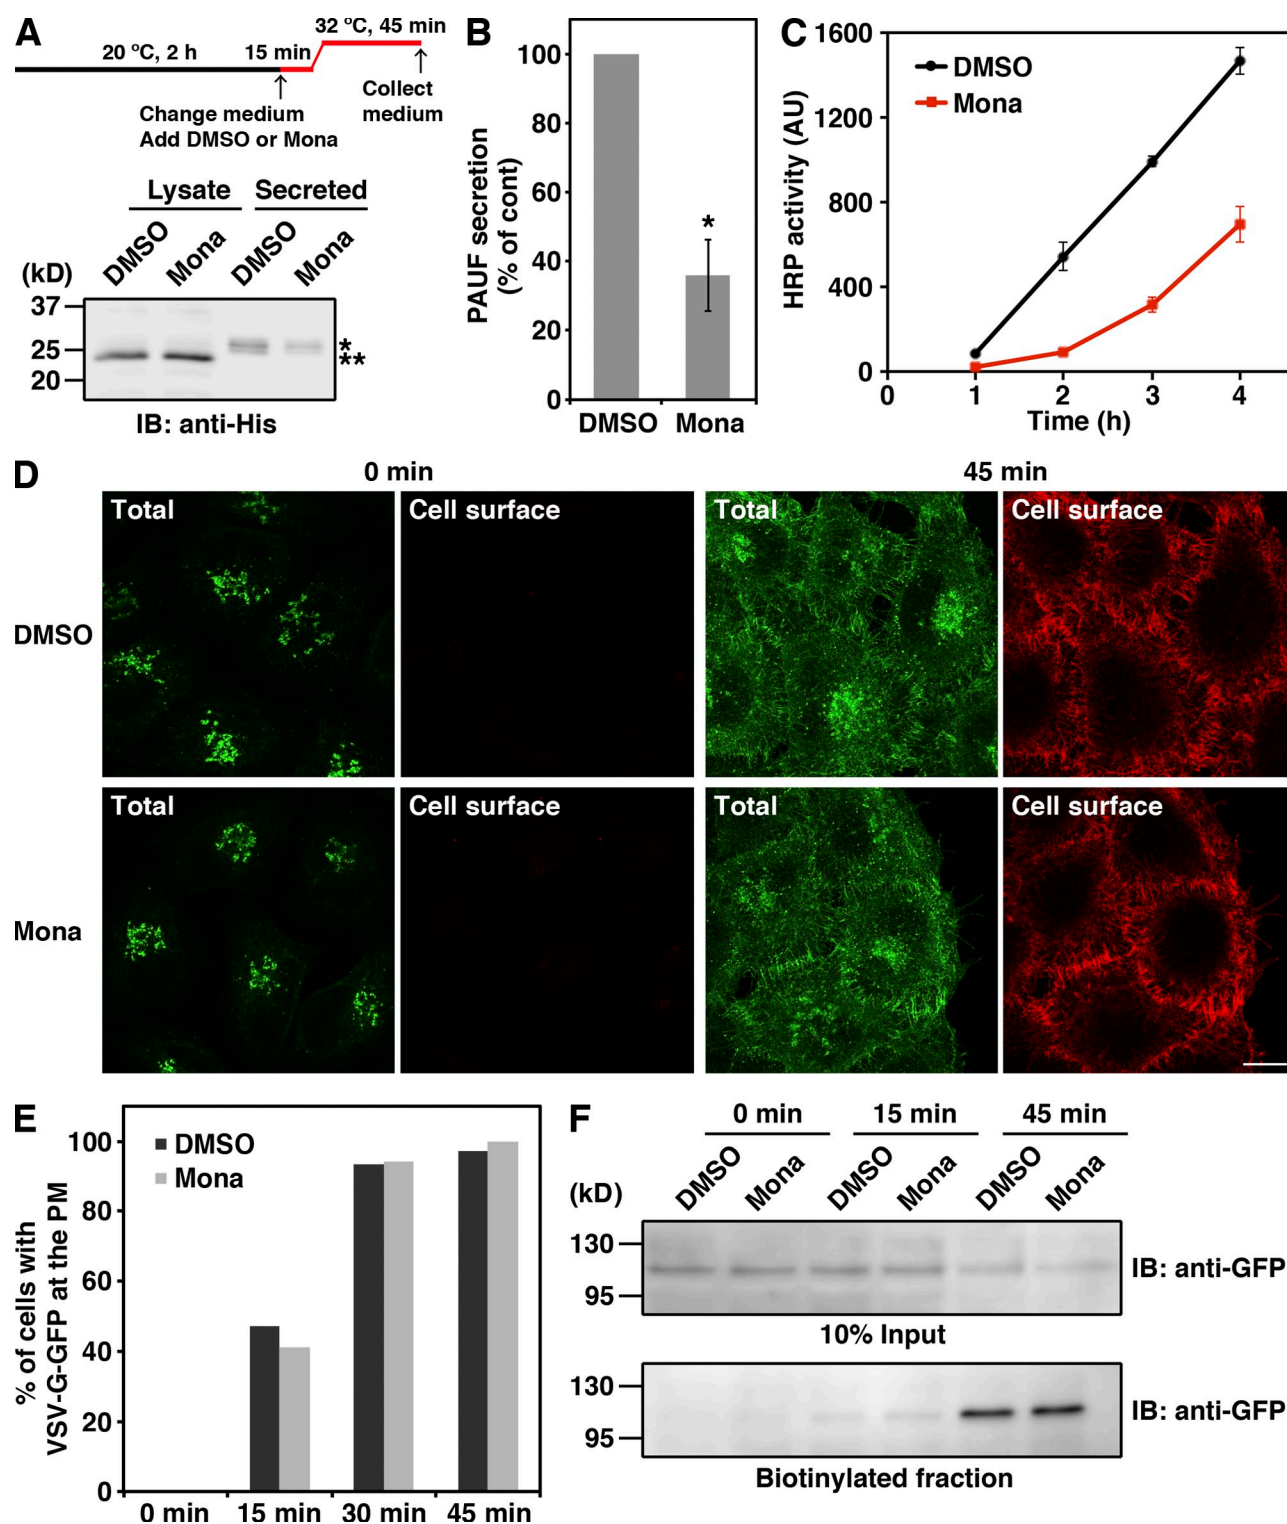 A
32 ºC, 45 min
20 ºC, 2 h
15 min
Change medium
Add DMSO or Mona
Collect
medium
Lysate
Secreted
DMSO
Mona
DMSO
Mona
(kD)
37
25
20
*
**
IB: anti-His
B
PAUF secretion
(% of cont)
100
80
60
40
20
0
*
DMSO
Mona
C
HRP activity (AU)
1600
1200
800
400
0
DMSO
Mona
0
1
2
3
4
Time (h)
D
0 min
45 min
DMSO
Total
Cell surface
Total
Cell surface
Mona
Total
Cell surface
Total
Cell surface
E
% of cells with
VSV-G-GFP at the PM
100
80
60
40
20
0
DMSO
Mona
0 min
15 min
30 min
45 min
F
0 min
15 min
45 min
(kD)
DMSO
Mona
DMSO
Mona
DMSO
Mona
130
95
IB: anti-GFP
10% Input
130
95
IB: anti-GFP
Biotinylated fraction